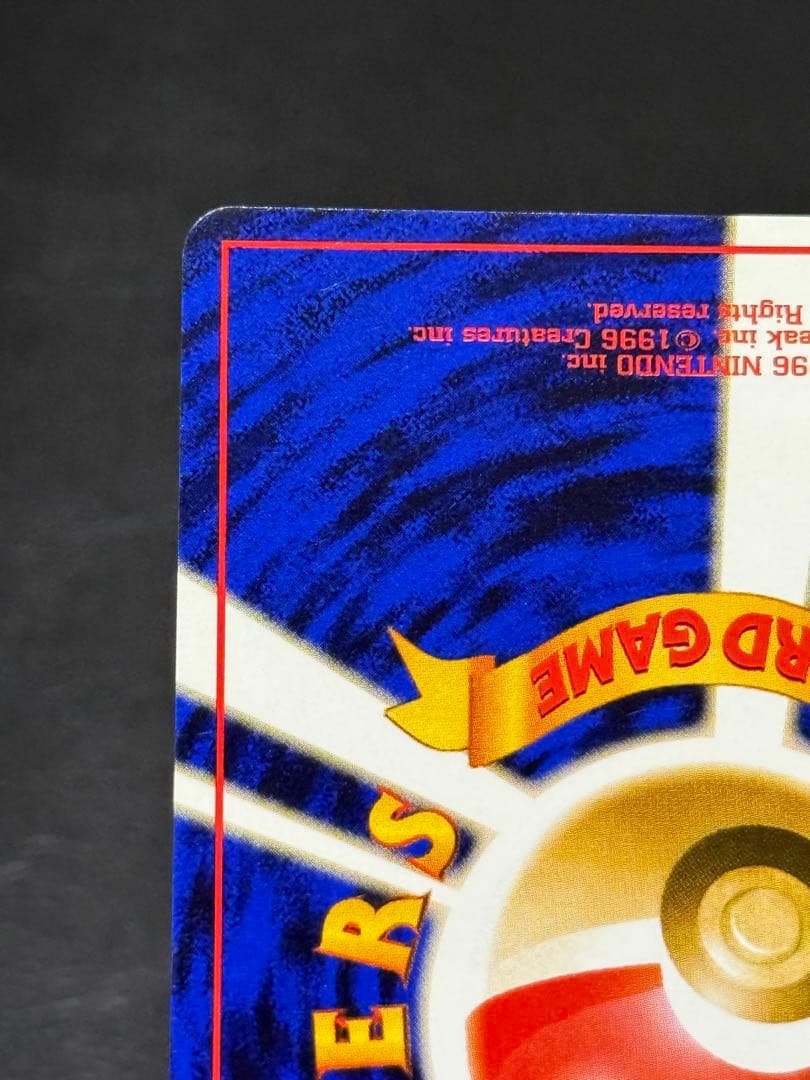 ERS
RD GAME
96 NINTENDO inc.
eak inc. © 1996 Creatures inc
Rights reserved.